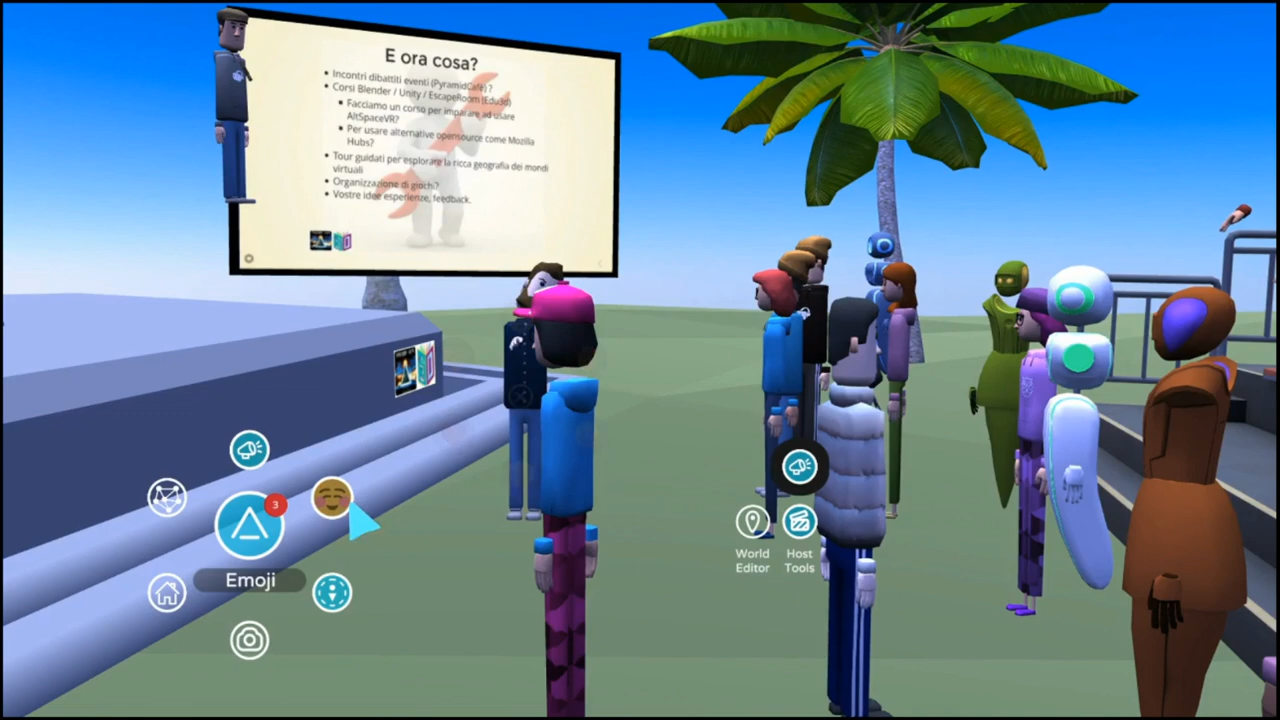 E ora cosa?
Incontri dibattiti eventi (PyramidCafe) ?
Corsi Blender / Unity / EscapeRoom (Edu3d)
Facciamo un corso per imparare ad usare
AltSpaceVR?
Per usare alternative opensource come Mozilla
Hubs?
Tour guidati per esplorare la ricca geografia dei mondi
virtuali
Organizzazione di giochi?
Vostre idee esperienze, feedback.
3
Emoji
World
Editor
Host
Tools